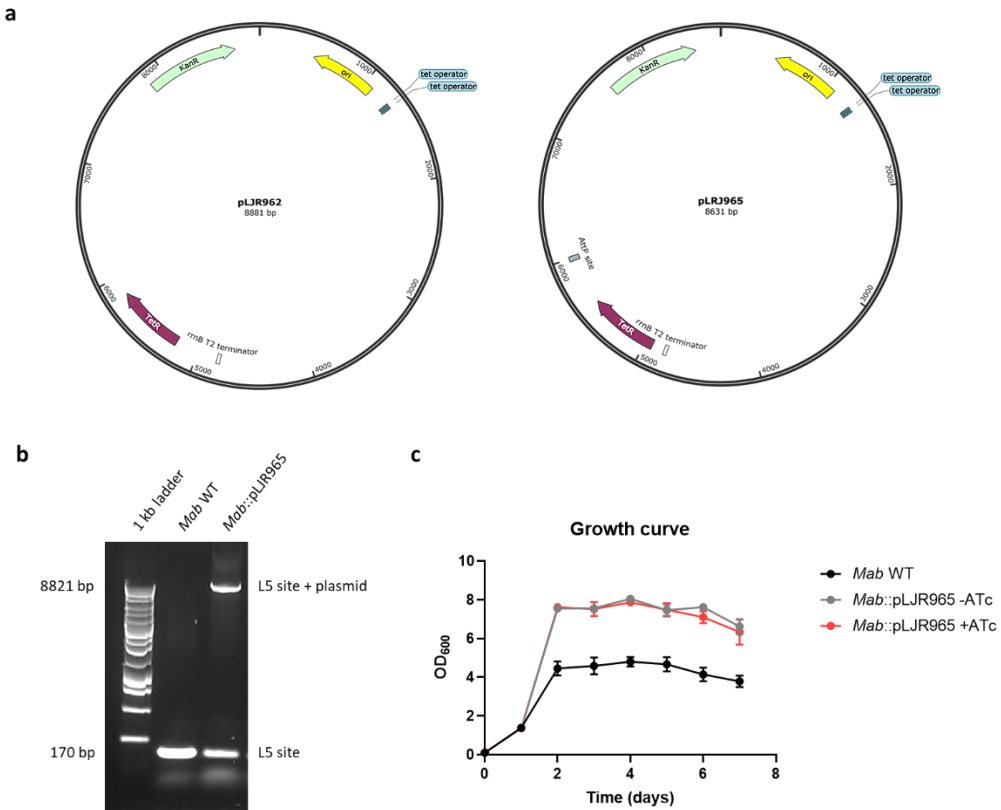 a
KanR
8000
ori
1000
tet operator
tet operator
7000
2000
pLJR962
8881 bp
6000
3000
TetR
rrnB T2 terminator
5000
4000
KanR
8000
ori
1000
tet operator
tet operator
7000
2000
pLRJ965
8631 bp
AttP site
6000
3000
TetR
rrnB T2 terminator
5000
4000
b
1 kb ladder
Mab WT
Mab::pLJR965
8821 bp
L5 site + plasmid
170 bp
L5 site
c
Growth curve
10
8
6
4
2
0
OD600
0
2
4
6
8
Time (days)
Mab WT
Mab::pLJR965 -ATc
Mab::pLJR965 +ATc